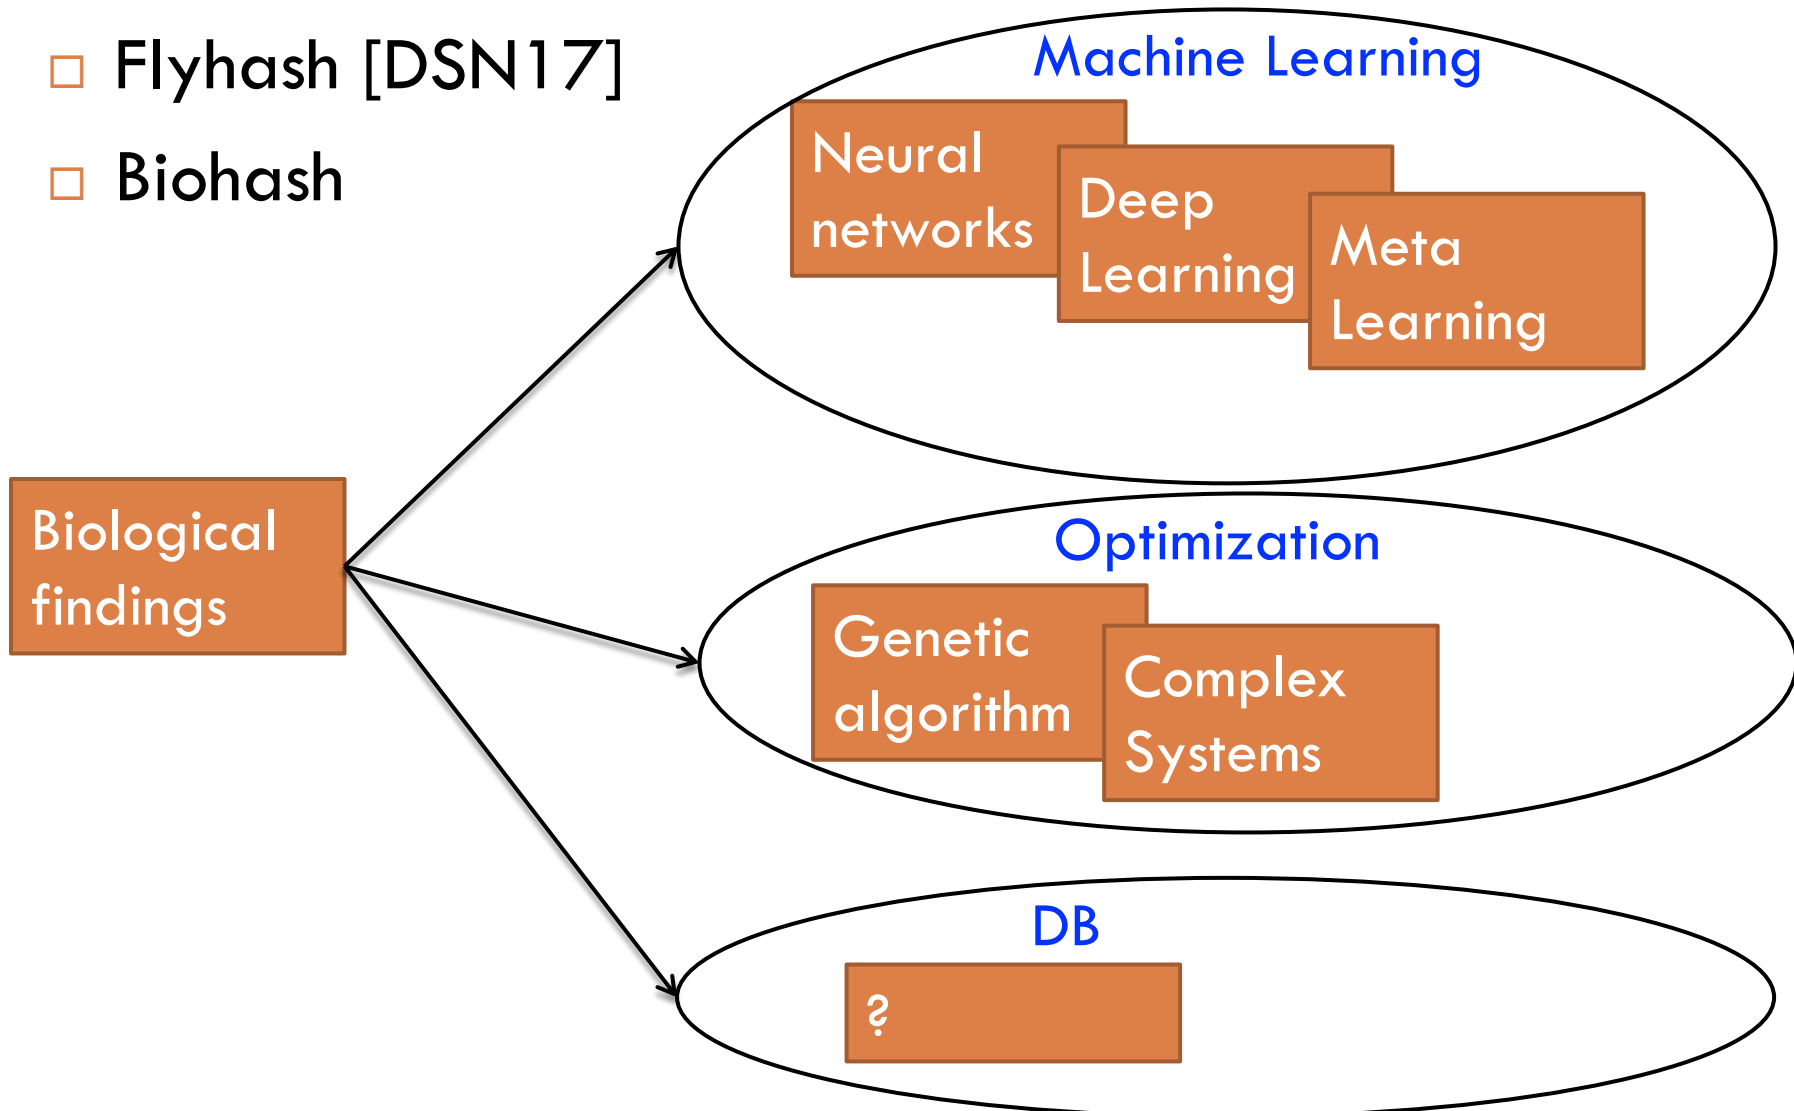 Flyhash [DSN17]
Biohash
Machine Learning
Neural
networks
Deep
Learning
Meta
Learning
Biological
findings
Optimization
Genetic
algorithm
Complex
Systems
DB
?